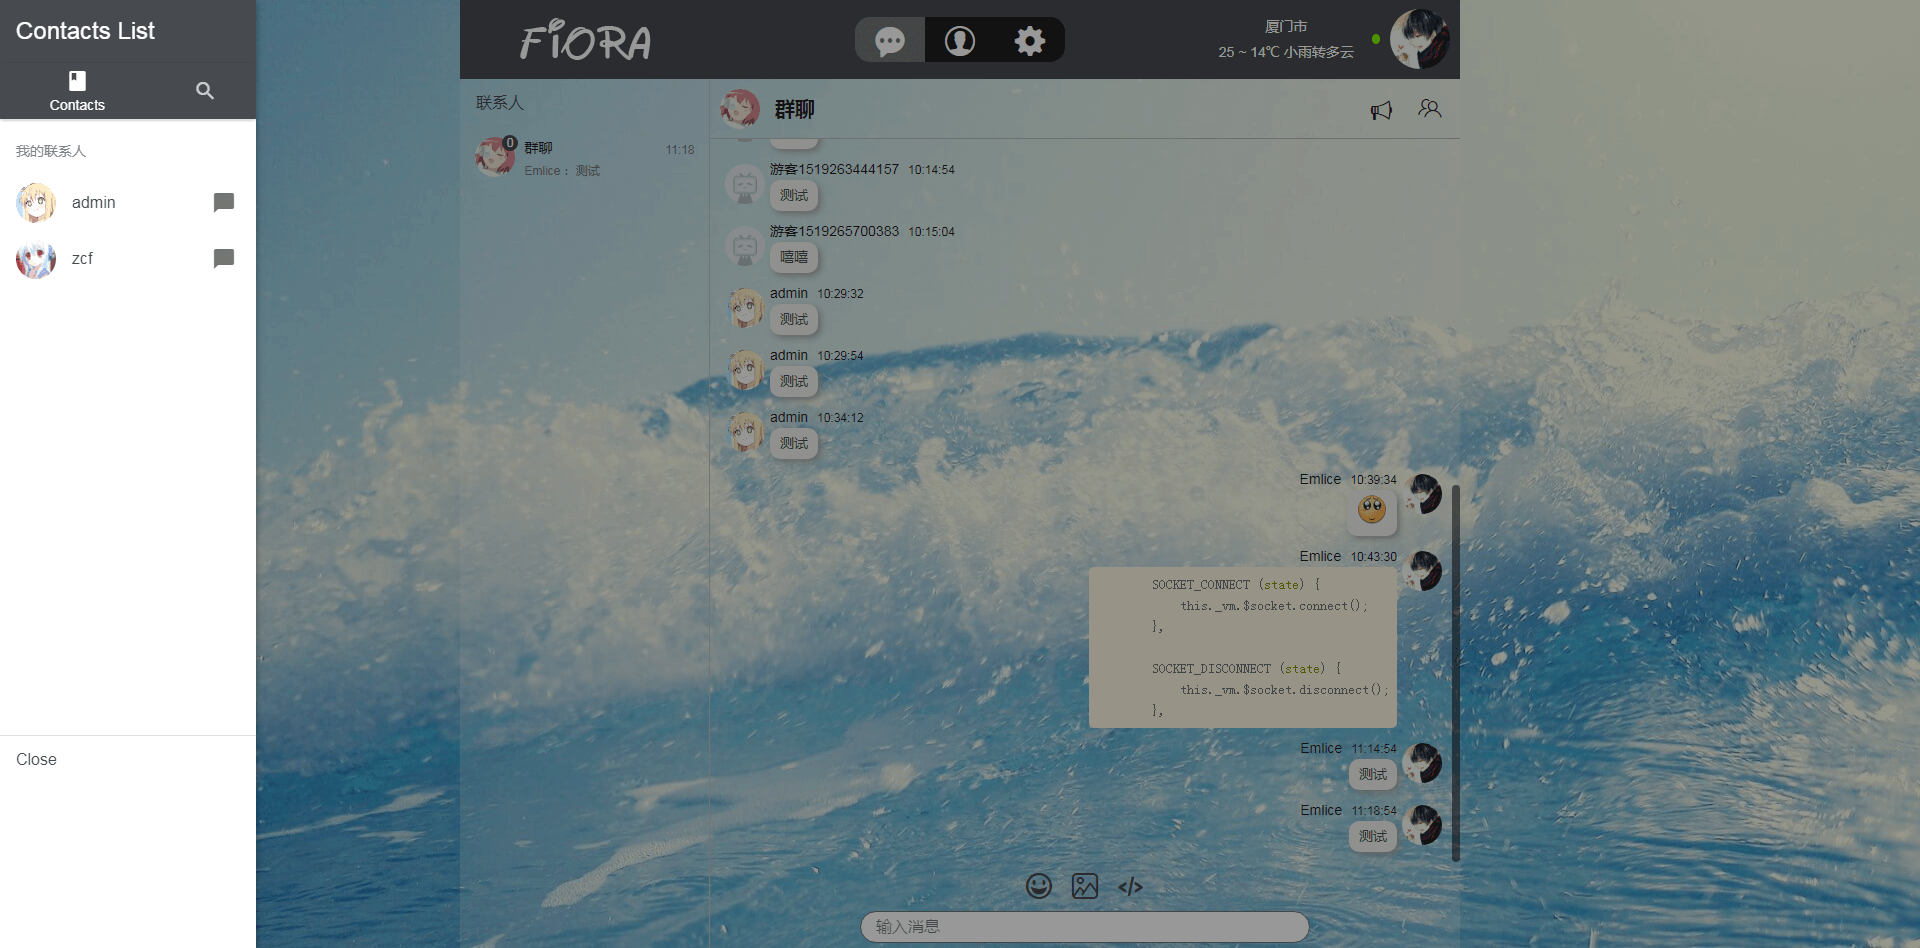 Contacts List
Contacts
我的联系人
admin
zcf
Close
FIORA
厦门市
25 ~ 14℃ 小雨转多云
联系人
0
群聊
11:18
Emlice： 测试
群聊
游客1519263444157 10:14:54
测试
游客1519265700383 10:15:04
嘻嘻
admin 10:29:32
测试
admin 10:29:54
测试
admin 10:34:12
测试
Emlice 10:39:34
Emlice 10:43:30
SOCKET_CONNECT (state) {
this._vm.$socket.connect();
},
SOCKET_DISCONNECT (state) {
this._vm.$socket.disconnect();
},
Emlice 11:14:54
测试
Emlice 11:18:54
测试
</>
输入消息